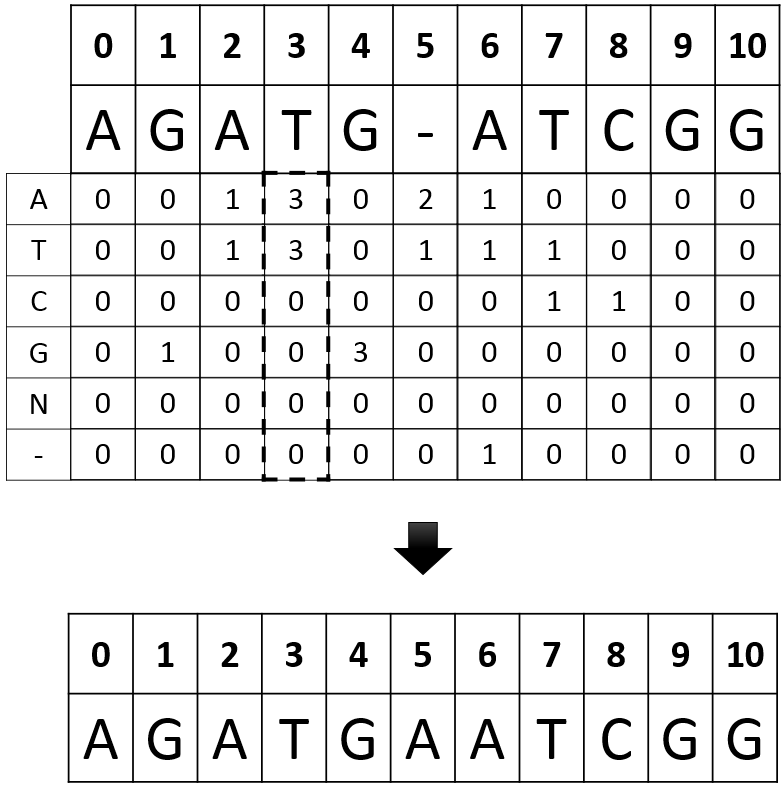 0 1 2 3 4 5 6 7 8 9 10
A G A T G - A T C G G
A 0 0 1 3 0 2 1 0 0 0 0
T 0 0 1 3 0 1 1 1 0 0 0
C 0 0 0 0 0 0 0 1 1 0 0
G 0 1 0 0 3 0 0 0 0 0 0
N 0 0 0 0 0 0 0 0 0 0 0
- 0 0 0 0 0 0 1 0 0 0 0
0 1 2 3 4 5 6 7 8 9 10
A G A T G A A T C G G